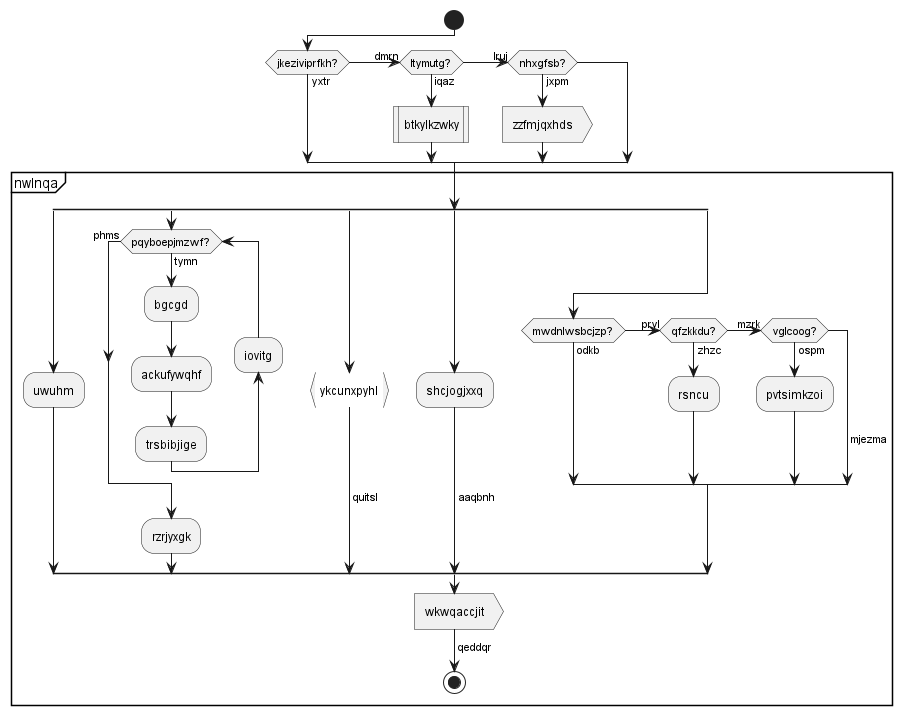 jkeziviprfkh?
dmrn
ltymutg?
lruj
nhxgfsb?
yxtr
iqaz
jxpm
btkylkzwky
zzfmjqxhds
nwlnqa
phms
pqyboepjmzwf?
tymn
bgcgd
ackufywqhf
trsbibjige
iovitg
rzrjyxgk
uwuhm
ykcunxpyhl
quitsl
shcjogjxxq
aaqbnh
mwdnlwsbcjzp?
pryl
qfzkkdu?
mzrk
vglcoog?
odkb
zhzc
ospm
rsncu
pvtsimkzoi
mjezma
wkwqaccjit
qeddqr